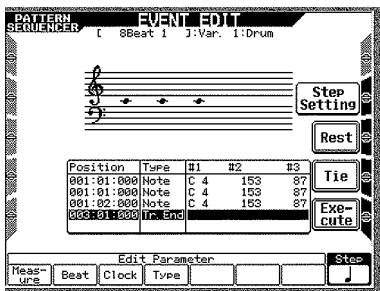 PATTERN
SEQUENCER
EVENT EDIT
[ 8Beat 1 ]:Var. 1:Drum
Step
Setting
Rest
Tie
Exe-
cute
Position Type #1 #2 #3
001:01:000 Note C 4 153 87
001:01:000 Note C 4 153 87
001:02:000 Note C 4 153 87
003:01:000 Tr.End
Edit Parameter
Step
Meas-
ure
Beat
Clock
Type